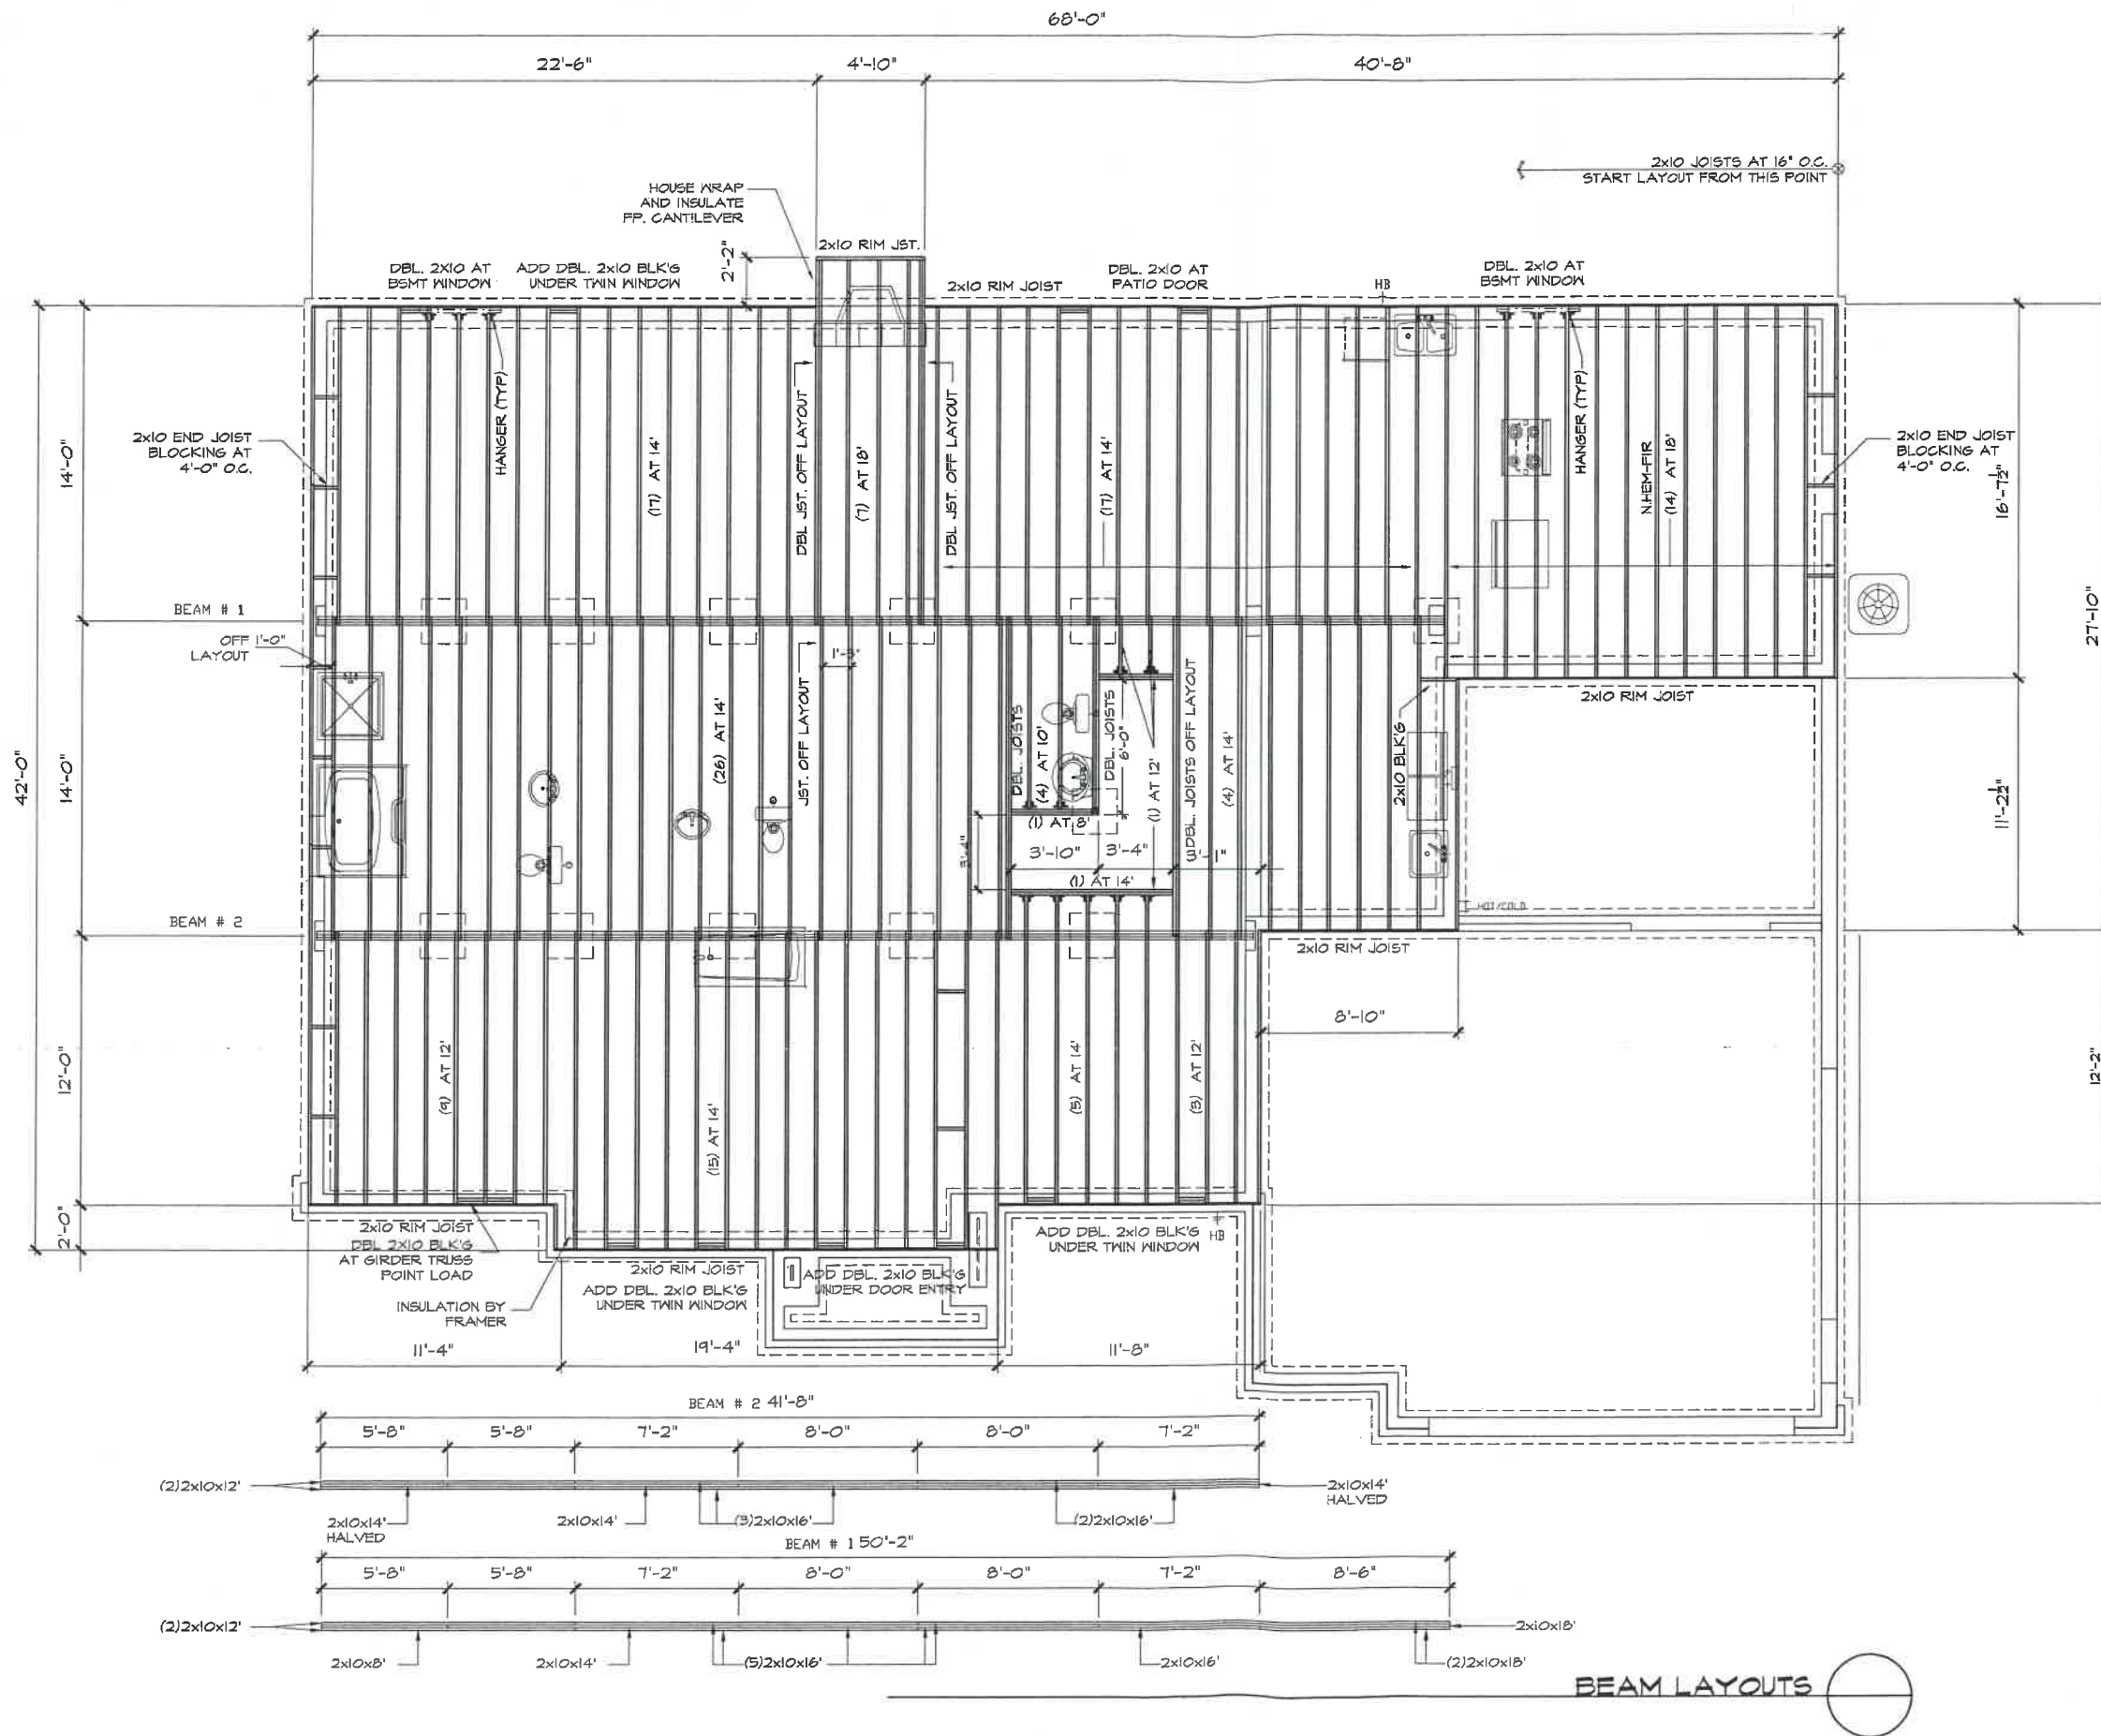 68'-0"
22'-6"
4'-10"
40'-8"
2x10 JOISTS AT 16" O.C.
START LAYOUT FROM THIS POINT
HOUSE WRAP
AND INSULATE
FP. CANTILEVER
2'-2"
2x10 RIM JST.
DBL. 2x10 AT
BSMT WINDOW
ADD DBL. 2x10 BLK'G
UNDER TWIN WINDOW
2x10 RIM JOIST
DBL. 2x10 AT
PATIO DOOR
HB
DBL. 2x10 AT
BSMT WINDOW
42'-0"
14'-0"
14'-0"
12'-0"
2'-0"
2x10 END JOIST
BLOCKING AT
4'-0" O.C.
HANGER (TYP)
(17) AT 14'
DBL JST. OFF LAYOUT
(7) AT 18'
DBL JST. OFF LAYOUT
(17) AT 14'
HANGER (TYP)
N.HEM-FIR
(14) AT 18'
2x10 END JOIST
BLOCKING AT
4'-0" O.C.
16'-7 1/2"
27'-10"
11'-2 1/2"
12'-2"
BEAM # 1
OFF 1'-0"
LAYOUT
(26) AT 14'
JST. OFF LAYOUT
DBL. JOISTS
(4) AT 10'
DBL. JOISTS
6'-0"
(1) AT 12'
DBL. JOISTS OFF LAYOUT
(4) AT 14'
2x10 BLK'G
2x10 RIM JOIST
(1) AT 8'
3'-4"
3'-10"
3'-4"
(1) AT 14'
BEAM # 2
HOT/COLD
2x10 RIM JOIST
8'-10"
(9) AT 12'
(15) AT 14'
(5) AT 14'
(3) AT 12'
2x10 RIM JOIST
DBL 2x10 BLK'G
AT GIRDER TRUSS
POINT LOAD
INSULATION BY
FRAMER
2x10 RIM JOIST
ADD DBL. 2x10 BLK'G
UNDER TWIN WINDOW
ADD DBL. 2x10 BLK'G
UNDER DOOR ENTRY
ADD DBL. 2x10 BLK'G
UNDER TWIN WINDOW
HB
11'-4"
19'-4"
11'-8"
BEAM # 2 41'-8"
5'-8"
5'-8"
7'-2"
8'-0"
8'-0"
7'-2"
(2)2x10x12'
2x10x14'
HALVED
2x10x14'
(3)2x10x16'
(2)2x10x16'
2x10x14'
HALVED
BEAM # 1 50'-2"
5'-8"
5'-8"
7'-2"
8'-0"
8'-0"
7'-2"
8'-6"
(2)2x10x12'
2x10x8'
2x10x14'
(5)2x10x16'
2x10x16'
(2)2x10x18'
2x10x18'
BEAM LAYOUTS